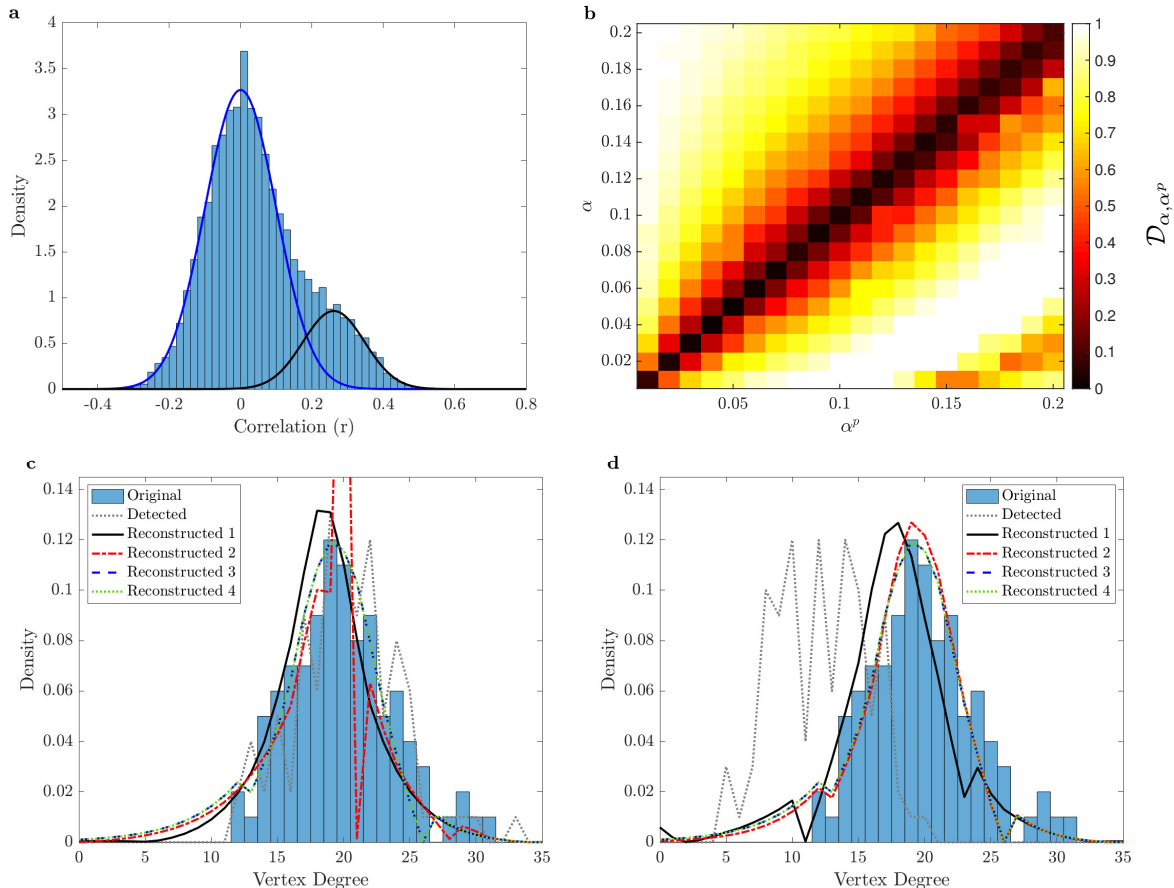 a
4
3.5
3
2.5
2
1.5
1
0.5
0
Density
-0.4 -0.2 0 0.2 0.4 0.6 0.8
Correlation (r)
b
0.2
0.18
0.16
0.14
0.12
0.1
0.08
0.06
0.04
0.02
α
0.05 0.1 0.15 0.2
α^p
1
0.9
0.8
0.7
0.6
0.5
0.4
0.3
0.2
0.1
0
𝒟_{α,α^p}
c
0.14
0.12
0.1
0.08
0.06
0.04
0.02
0
Density
Original
Detected
Reconstructed 1
Reconstructed 2
Reconstructed 3
Reconstructed 4
0 5 10 15 20 25 30 35
Vertex Degree
d
0.14
0.12
0.1
0.08
0.06
0.04
0.02
0
Density
Original
Detected
Reconstructed 1
Reconstructed 2
Reconstructed 3
Reconstructed 4
0 5 10 15 20 25 30 35
Vertex Degree